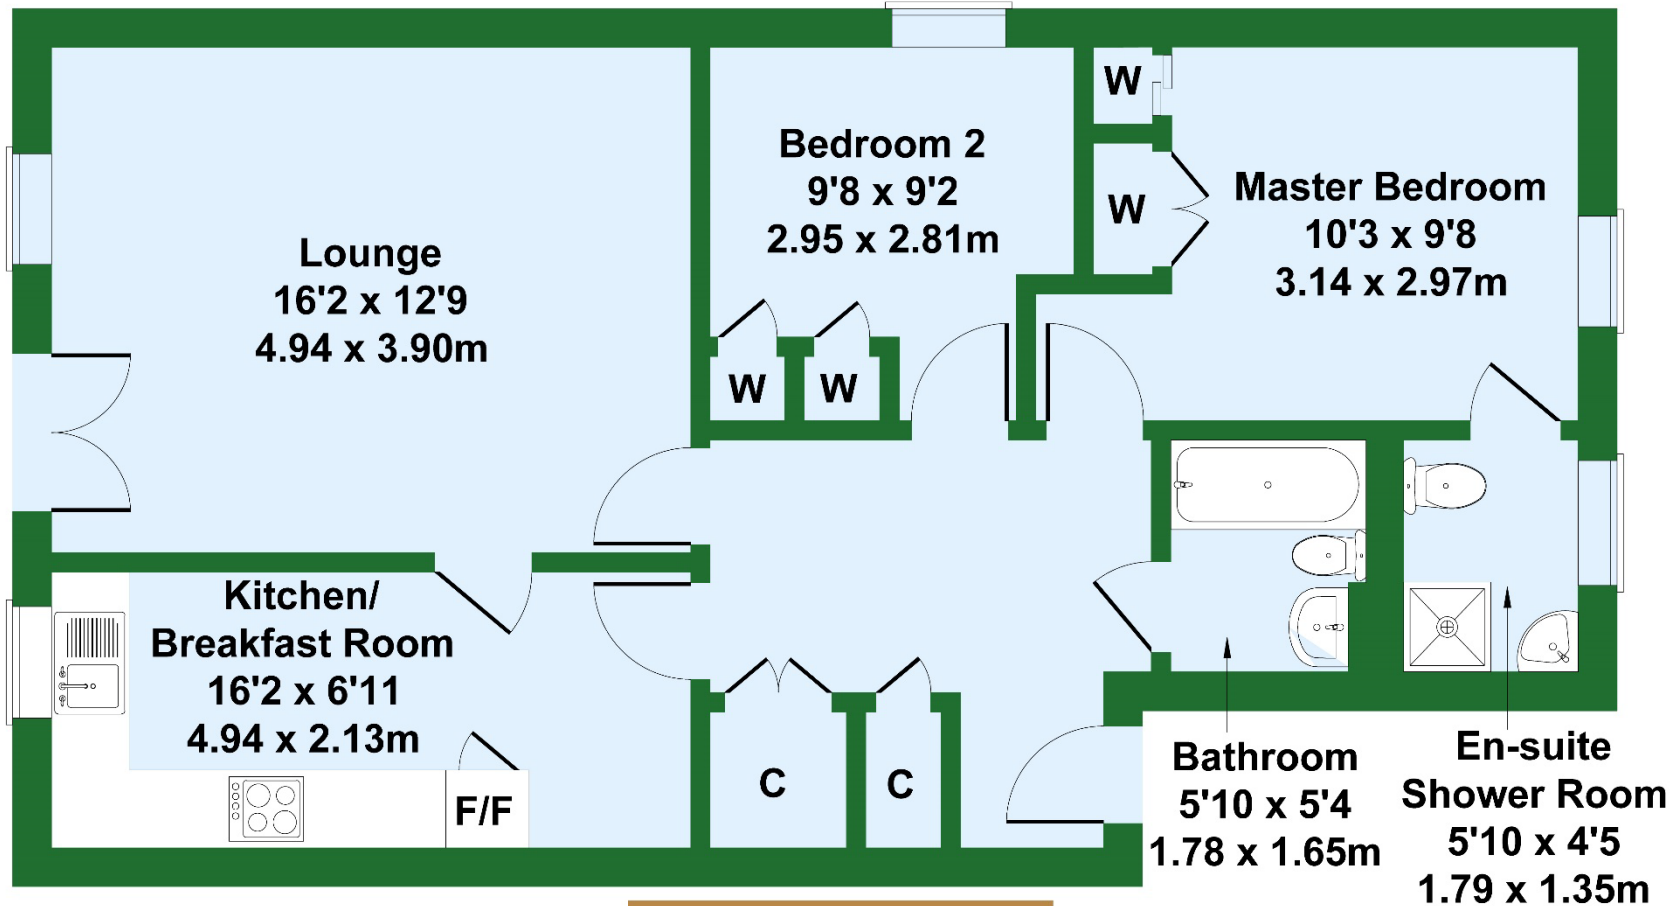 Lounge
16'2 x 12'9
4.94 x 3.90m
Bedroom 2
9'8 x 9'2
2.95 x 2.81m
W
W
W
W
Master Bedroom
10'3 x 9'8
3.14 x 2.97m
Kitchen/
Breakfast Room
16'2 x 6'11
4.94 x 2.13m
F/F
C
C
Bathroom
5'10 x 5'4
1.78 x 1.65m
En-suite
Shower Room
5'10 x 4'5
1.79 x 1.35m